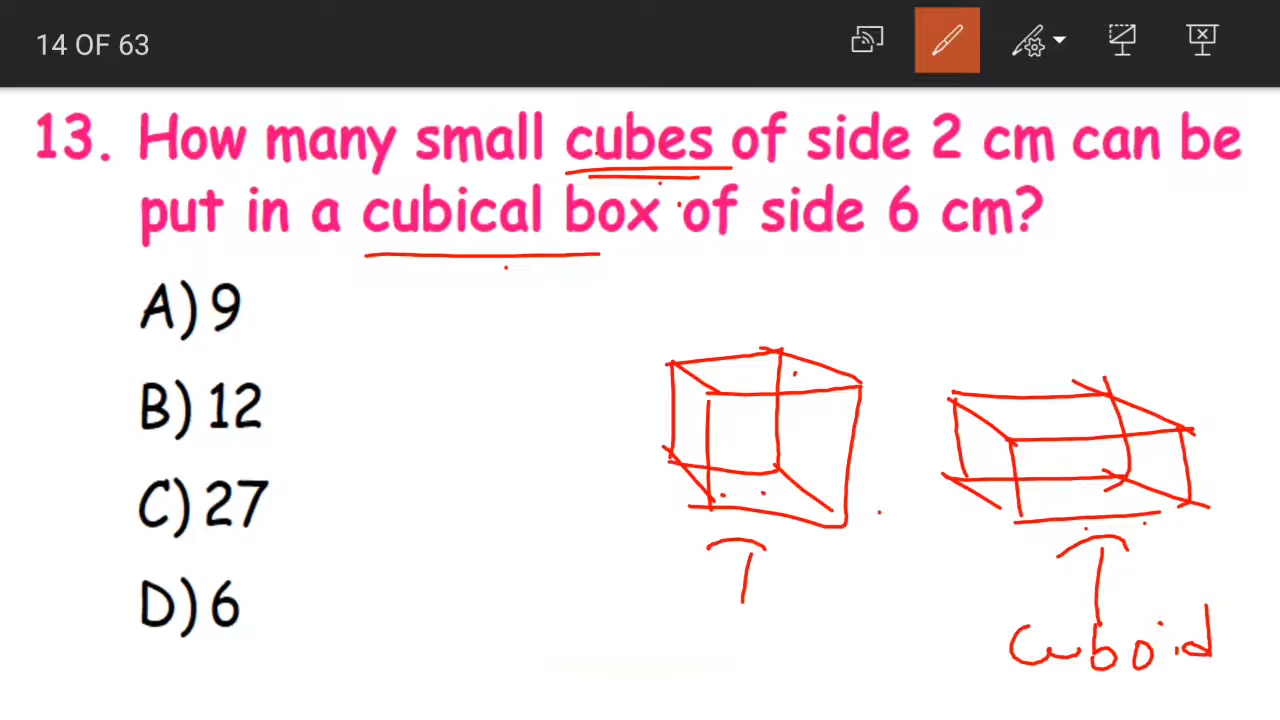 14 OF 63
13. How many small cubes of side 2 cm can be
put in a cubical box of side 6 cm?
A) 9
B) 12
C) 27
D) 6
cuboid